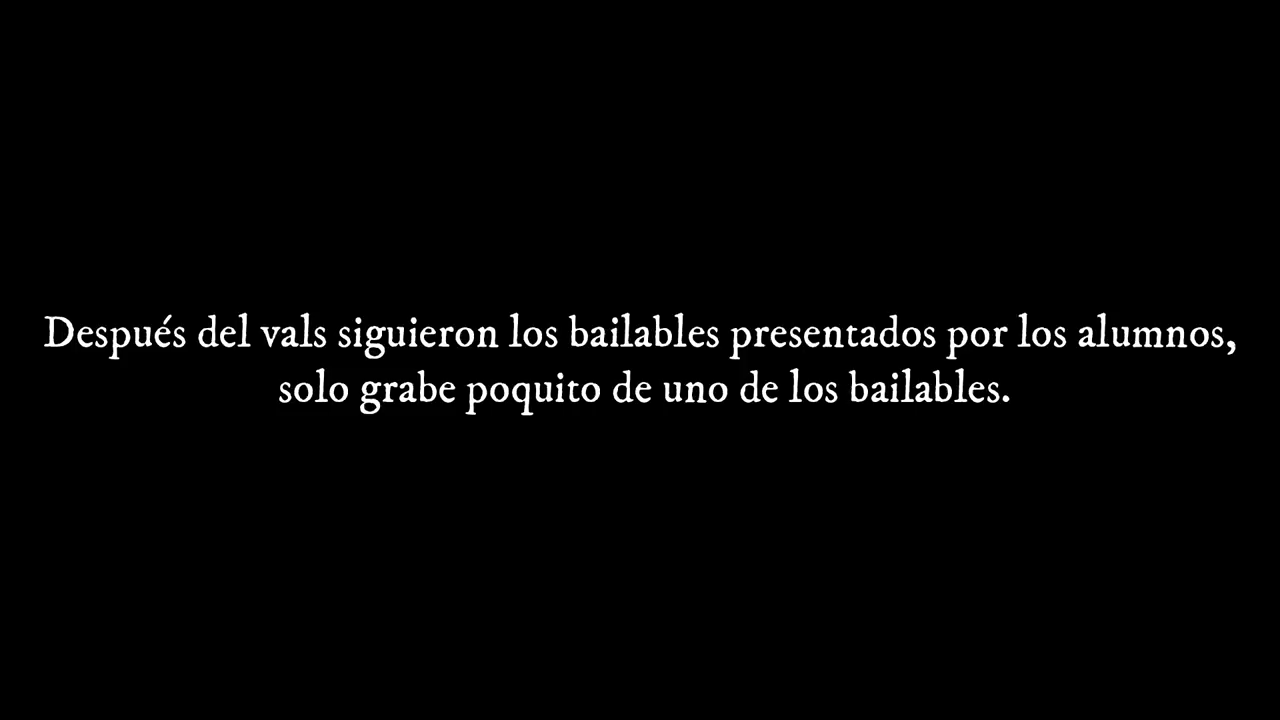 Después del vals siguieron los bailables presentados por los alumnos,
solo grabe poquito de uno de los bailables.